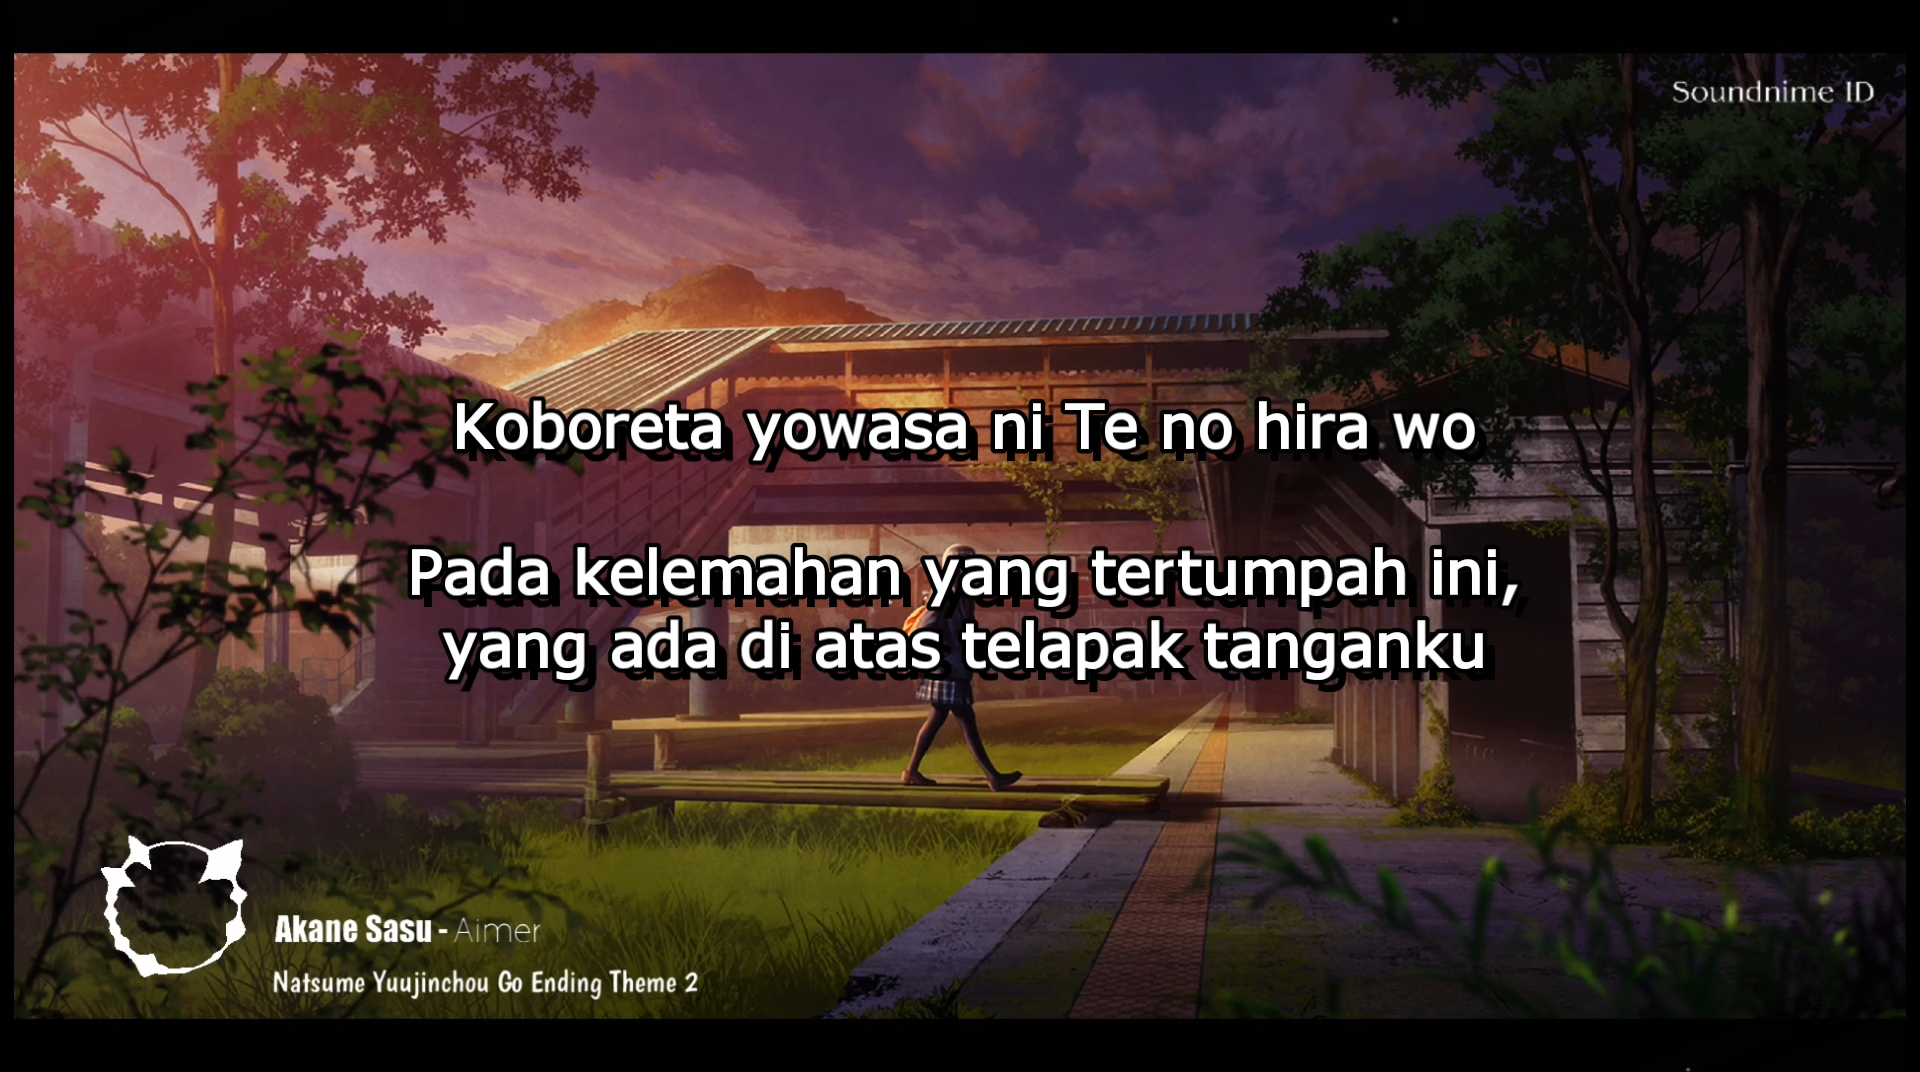 Soundnime ID
Koboreta yowasa ni Te no hira wo
Pada kelemahan yang tertumpah ini,
yang ada di atas telapak tanganku
Akane Sasu - Aimer
Natsume Yuujinchou Go Ending Theme 2